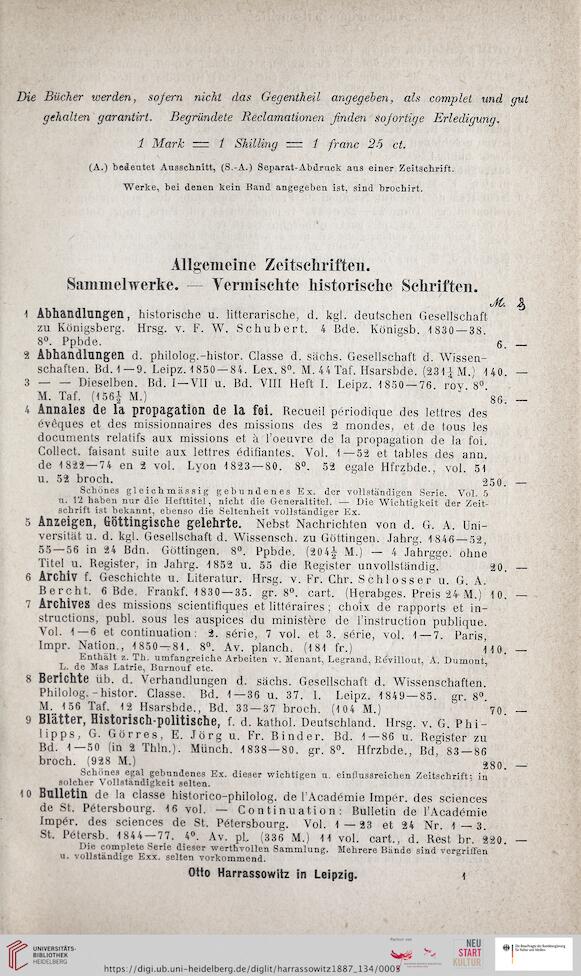 Die Bücher werden, sofern nicht das Gegentheil angegeben, als complet und gut
gehalten garantirt. Begründete Reclamationen finden sofortige Erledigung.
1 Mark = 1 Shilling = 1 franc 25 ct.
(A.) bedeutet Ausschnitt, (S.-A.) Separat-Abdruck aus einer Zeitschrift.
Werke, bei denen kein Band angegeben ist, sind brochirt.
Allgemeine Zeitschriften.
Sammelwerke. — Vermischte historische Schriften.
1 Abhandlungen, historische u. litterarische, d. kgl. deutschen Gesellschaft
zu Königsberg. Hrsg. v. F. W. Schubert. 4 Bde. Königsb. 1830—38.
8°. Ppbde. 6. —
2 Abhandlungen d. philolog.-histor. Classe d. sächs. Gesellschaft d. Wissen-
schaften. Bd. 1—9. Leipz. 1850—84. Lex. 8°. M. 44 Taf. Hsarsbde. (231½ M.) 140. —
3 — — Dieselben. Bd. I—VII u. Bd. VIII Heft I. Leipz. 1850—76. roy. 8°.
M. Taf. (156½ M.) 86. —
4 Annales de la propagation de la foi. Recueil périodique des lettres des
évêques et des missionnaires des missions des 2 mondes, et de tous les
documents relatifs aux missions et à l'oeuvre de la propagation de la foi.
Collect. faisant suite aux lettres édifiantes. Vol. 1—52 et tables des ann.
de 1822—74 en 2 vol. Lyon 1823—80. 8°. 52 egale Hfrzbde., vol. 51
u. 52 broch. 250. —
Schönes gleichmässig gebundenes Ex. der vollständigen Serie. Vol. 5
u. 12 haben nur die Hefttitel, nicht die Generaltitel. — Die Wichtigkeit der Zeit-
schrift ist bekannt, ebenso die Seltenheit vollständiger Ex.
5 Anzeigen, Göttingische gelehrte. Nebst Nachrichten von d. G. A. Uni-
versität u. d. kgl. Gesellschaft d. Wissensch. zu Göttingen. Jahrg. 1846—52,
55—56 in 24 Bdn. Göttingen. 8°. Ppbde. (204½ M.) — 4 Jahrgge. ohne
Titel u. Register, in Jahrg. 1852 u. 55 die Register unvollständig. 20. —
6 Archiv f. Geschichte u. Literatur. Hrsg. v. Fr. Chr. Schlosser u. G. A.
Bercht. 6 Bde. Frankf. 1830—35. gr. 8°. cart. (Herabges. Preis 24 M.) 10. —
7 Archives des missions scientifiques et littéraires; choix de rapports et in-
structions, publ. sous les auspices du ministère de l'instruction publique.
Vol. 1—6 et continuation: 2. série, 7 vol. et 3. série, vol. 1—7. Paris,
Impr. Nation., 1850—81. 8°. Av. planch. (181 fr.) 110. —
Enthält z. Th. umfangreiche Arbeiten v. Menant, Legrand, Révillout, A. Dumont,
L. de Mas Latrie, Burnouf etc.
8 Berichte üb. d. Verhandlungen d. sächs. Gesellschaft d. Wissenschaften.
Philolog.-histor. Classe. Bd. 1—36 u. 37. I. Leipz. 1849—85. gr. 8°.
M. 156 Taf. 12 Hsarsbde., Bd. 33—37 broch. (104 M.) 70. —
9 Blätter, Historisch-politische, f. d. kathol. Deutschland. Hrsg. v. G. Phi-
lipps, G. Görres, E. Jörg u. Fr. Binder. Bd. 1—86 u. Register zu
Bd. 1—50 (in 2 Thln.). Münch. 1838—80. gr. 8°. Hfrzbde., Bd, 83—86
broch. (928 M.) 280. —
Schönes egal gebundenes Ex. dieser wichtigen u. einflussreichen Zeitschrift; in
solcher Vollständigkeit selten.
10 Bulletin de la classe historico-philolog. de l'Académie Impér. des sciences
de St. Pétersbourg. 16 vol. — Continuation: Bulletin de l'Académie
Impér. des sciences de St. Pétersbourg. Vol. 1—23 et 24 Nr. 1—3.
St. Pétersb. 1844—77. 4°. Av. pl. (336 M.) 11 vol. cart., d. Rest br. 220. —
Die complete Serie dieser werthvollen Sammlung. Mehrere Bände sind vergriffen
u. vollständige Exx. selten vorkommend.
Otto Harrassowitz in Leipzig. 1
UNIVERSITÄTS-
BIBLIOTHEK
HEIDELBERG
https://digi.ub.uni-heidelberg.de/diglit/harrassowitz1887_134/0003
Partner von
NEU
START
KULTUR